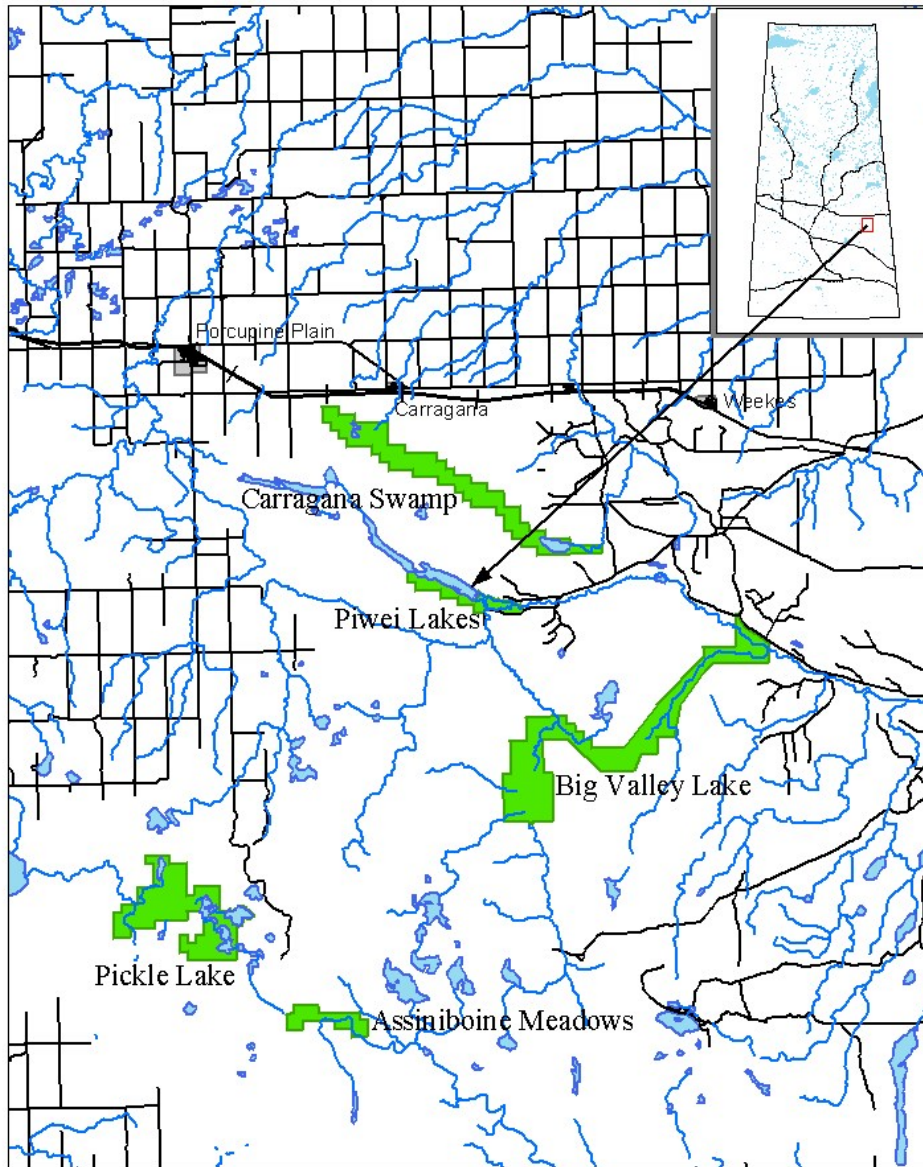 Porcupine Plain
Carragana
Weekes
Carragana Swamp
Piwei Lakes
Big Valley Lake
Pickle Lake
Assiniboine Meadows